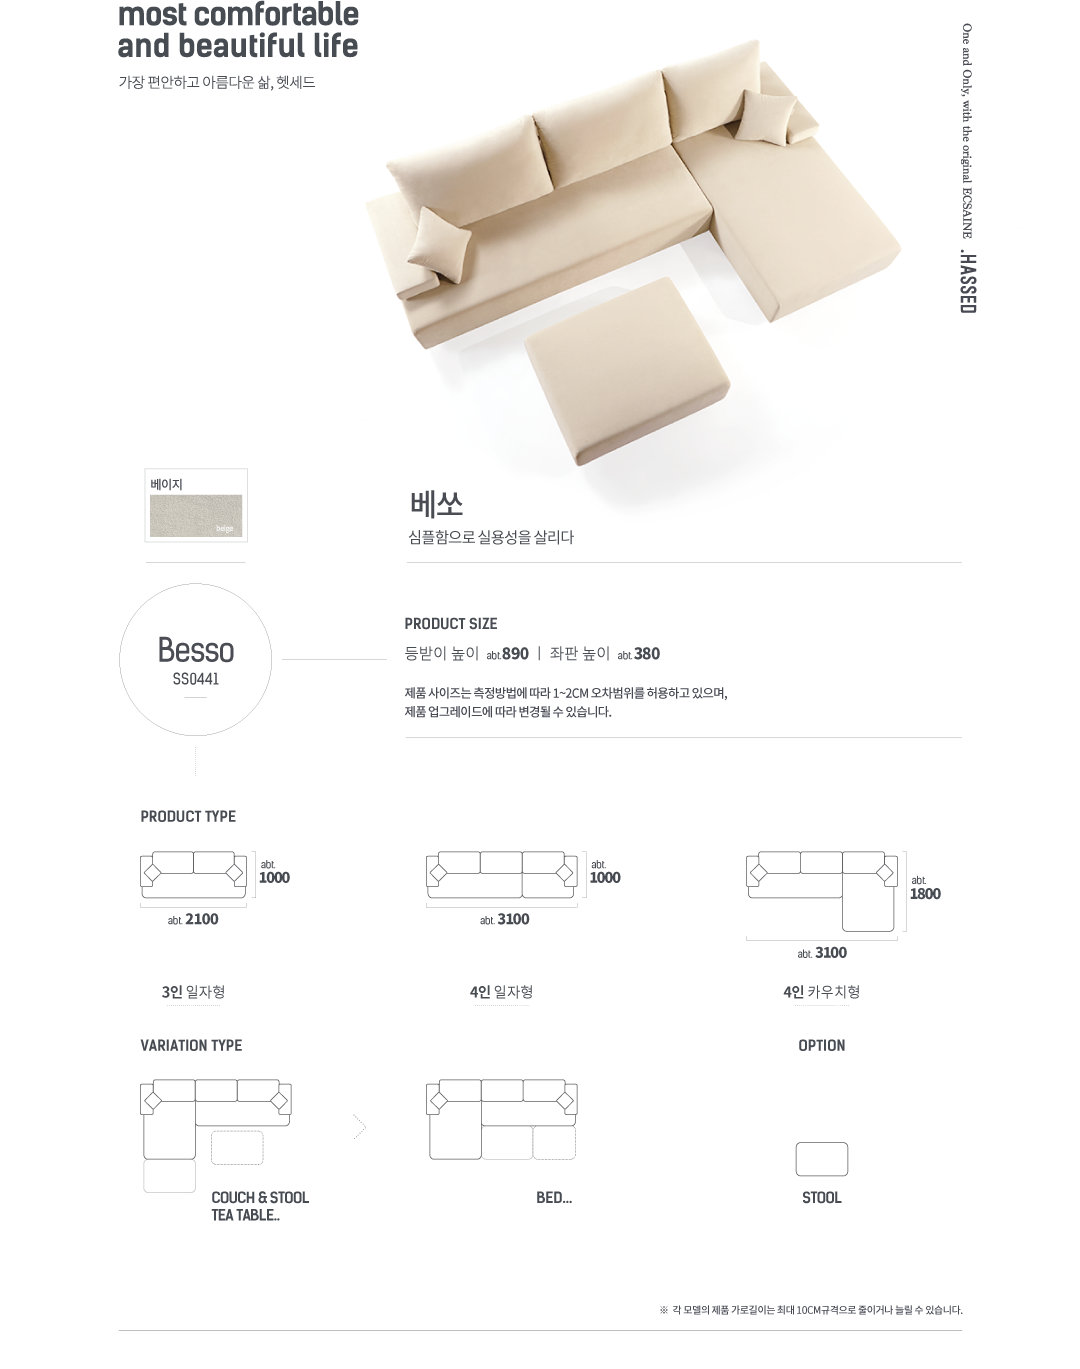 most comfortable
and beautiful life
가장 편안하고 아름다운 삶, 헷세드
One and Only, with the original ECSAINE .HASSED
베이지
beige
베쏘
심플함으로 실용성을 살리다
Besso
SS0441
PRODUCT SIZE
등받이 높이 abt.890 | 좌판 높이 abt.380
제품 사이즈는 측정방법에 따라 1~2CM 오차범위를 허용하고 있으며,
제품 업그레이드에 따라 변경될 수 있습니다.
PRODUCT TYPE
abt.
1000
abt. 2100
3인 일자형
abt.
1000
abt. 3100
4인 일자형
abt.
1800
abt. 3100
4인 카우치형
VARIATION TYPE
OPTION
COUCH & STOOL
TEA TABLE..
BED...
STOOL
※ 각 모델의 제품 가로길이는 최대 10CM규격으로 줄이거나 늘릴 수 있습니다.